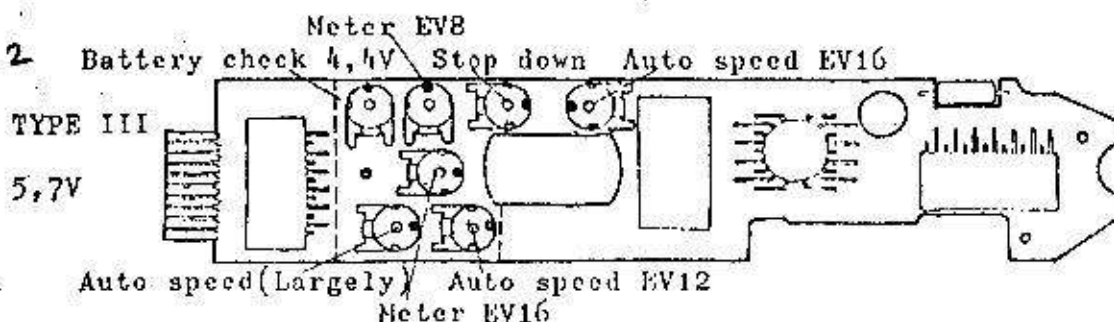 Meter EV8
2 Battery check 4,4V Stop down Auto speed EV16
TYPE III
5,7V
Auto speed(Largely) Auto speed EV12
Meter EV16